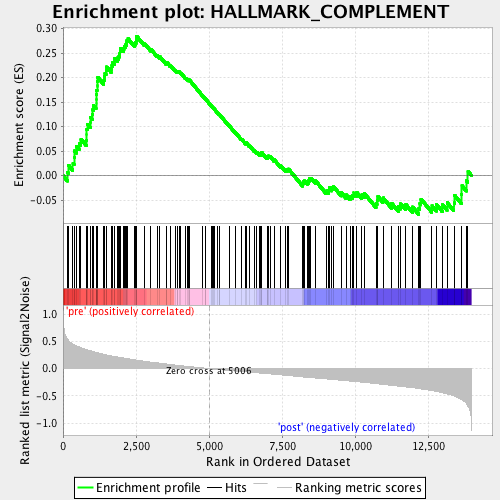 Enrichment plot: HALLMARK_COMPLEMENT
Enrichment score (ES)
0.30
0.25
0.20
0.15
0.10
0.05
0.00
-0.05
'pre' (positively correlated)
Ranked list metric (Signal2Noise)
1.0
0.5
0.0
-0.5
-1.0
Zero cross at 5006
'post' (negatively correlated)
0 2,500 5,000 7,500 10,000 12,500
Rank in Ordered Dataset
Enrichment profile Hits Ranking metric scores